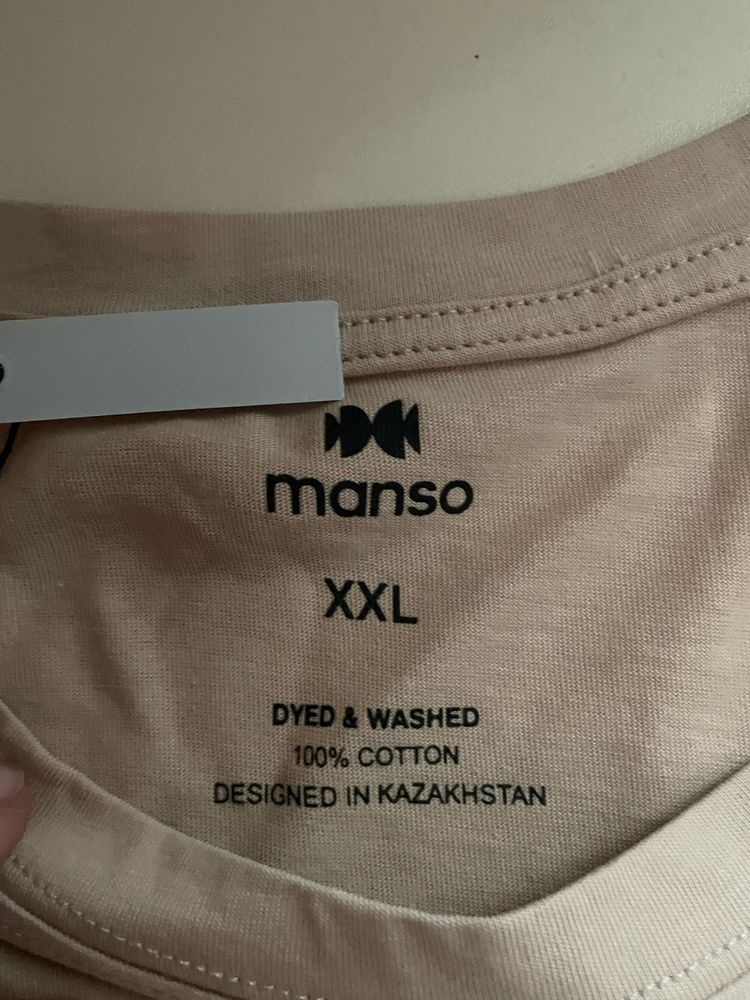 manso
XXL
DYED & WASHED
100% COTTON
DESIGNED IN KAZAKHSTAN